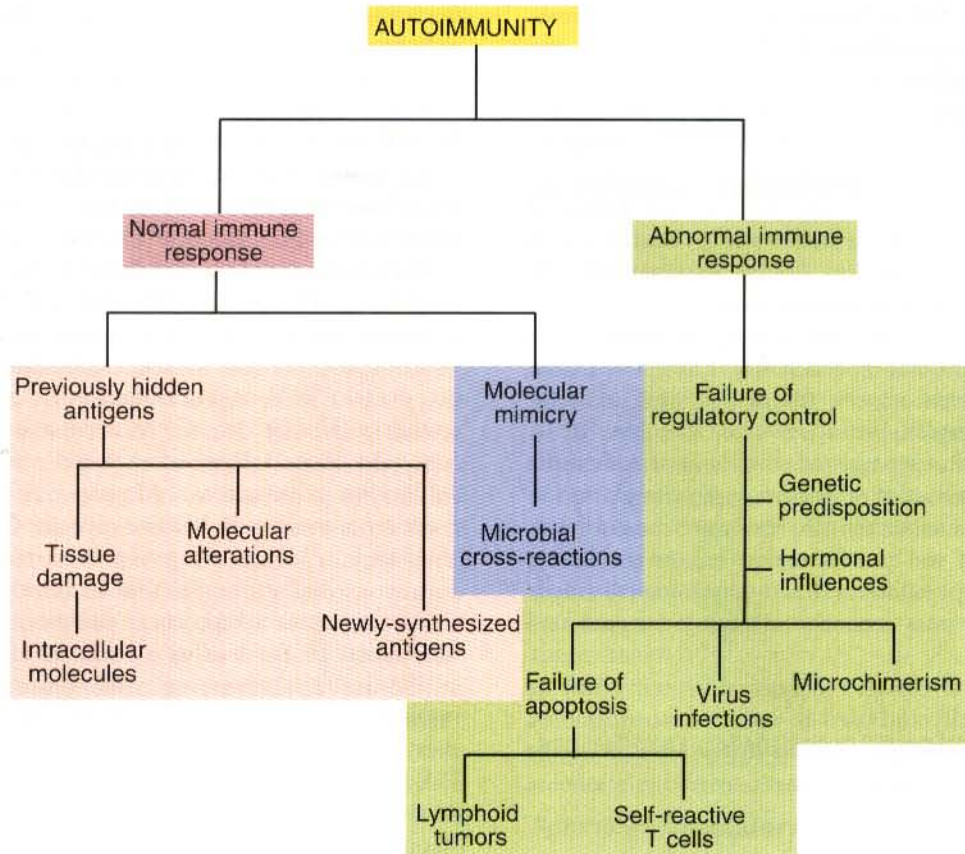 AUTOIMMUNITY
Normal immune
response
Abnormal immune
response
Previously hidden
antigens
Molecular
mimicry
Failure of
regulatory control
Genetic
predisposition
Tissue
damage
Molecular
alterations
Microbial
cross-reactions
Hormonal
influences
Intracellular
molecules
Newly-synthesized
antigens
Failure of
apoptosis
Virus
infections
Microchimerism
Lymphoid
tumors
Self-reactive
T cells